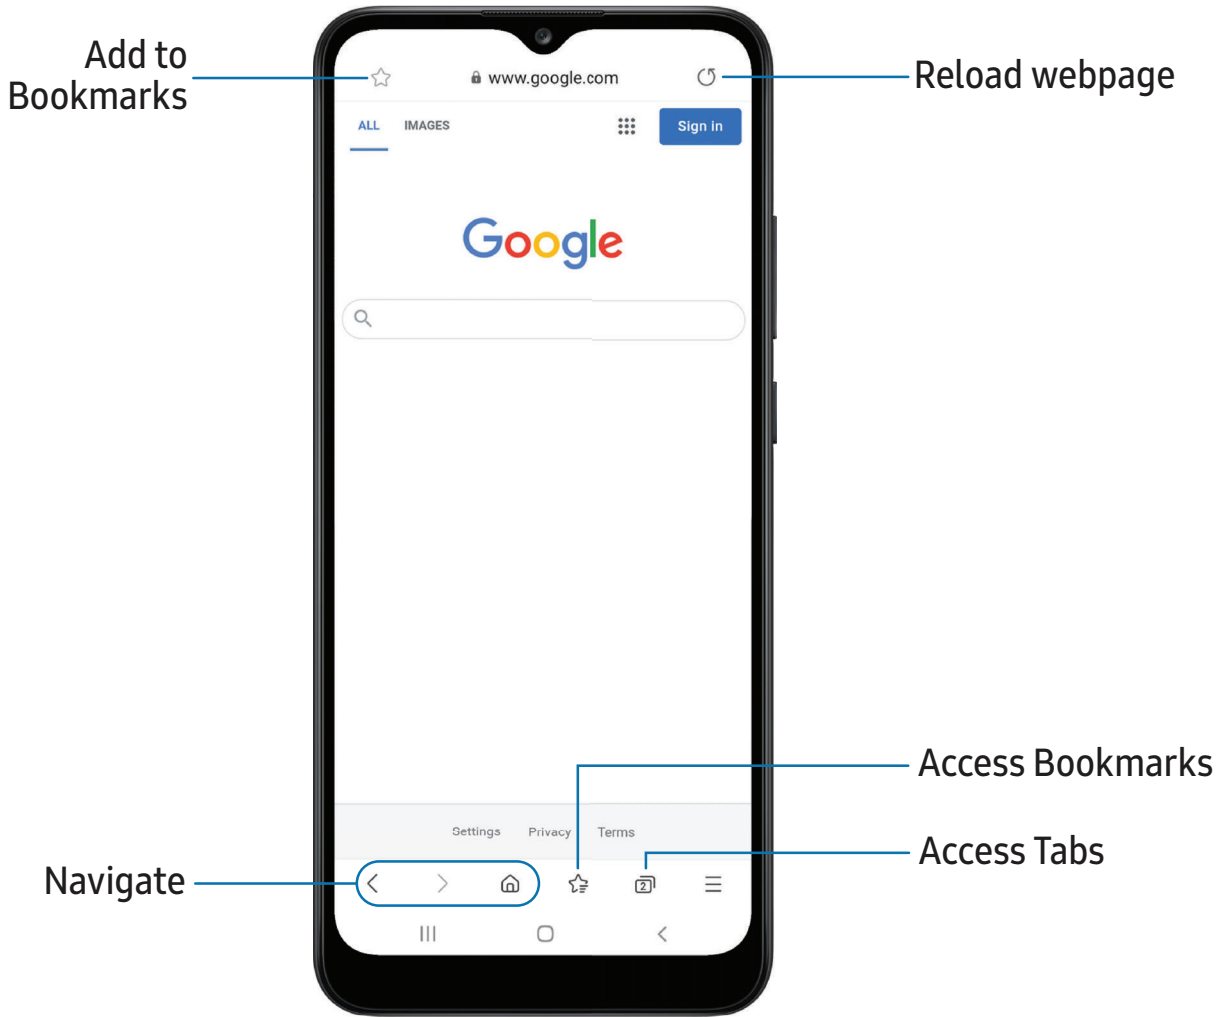 Add to
Bookmarks
www.google.com
Reload webpage
ALL IMAGES Sign in
Google
Access Bookmarks
Settings Privacy Terms
Access Tabs
Navigate
2